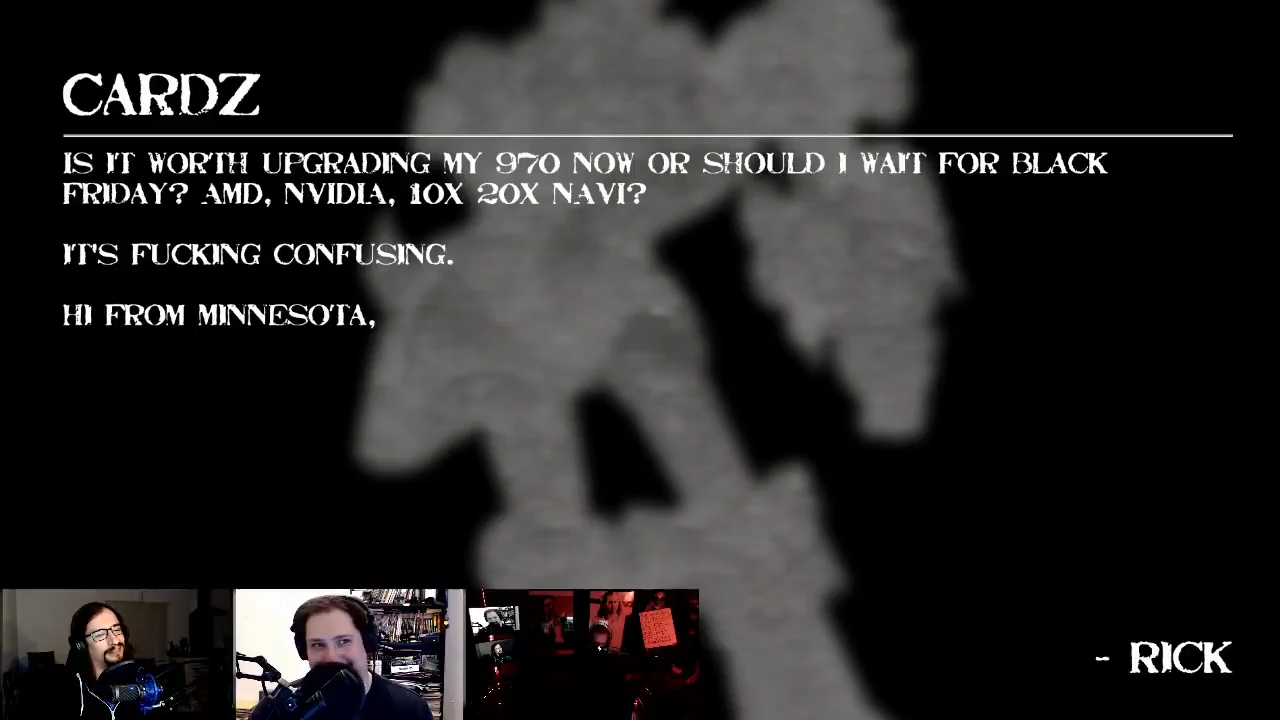 CARDZ
IS IT WORTH UPGRADING MY 970 NOW OR SHOULD I WAIT FOR BLACK
FRIDAY? AMD, NVIDIA, 10X 20X NAVI?
IT'S FUCKING CONFUSING.
HI FROM MINNESOTA,
- RICK